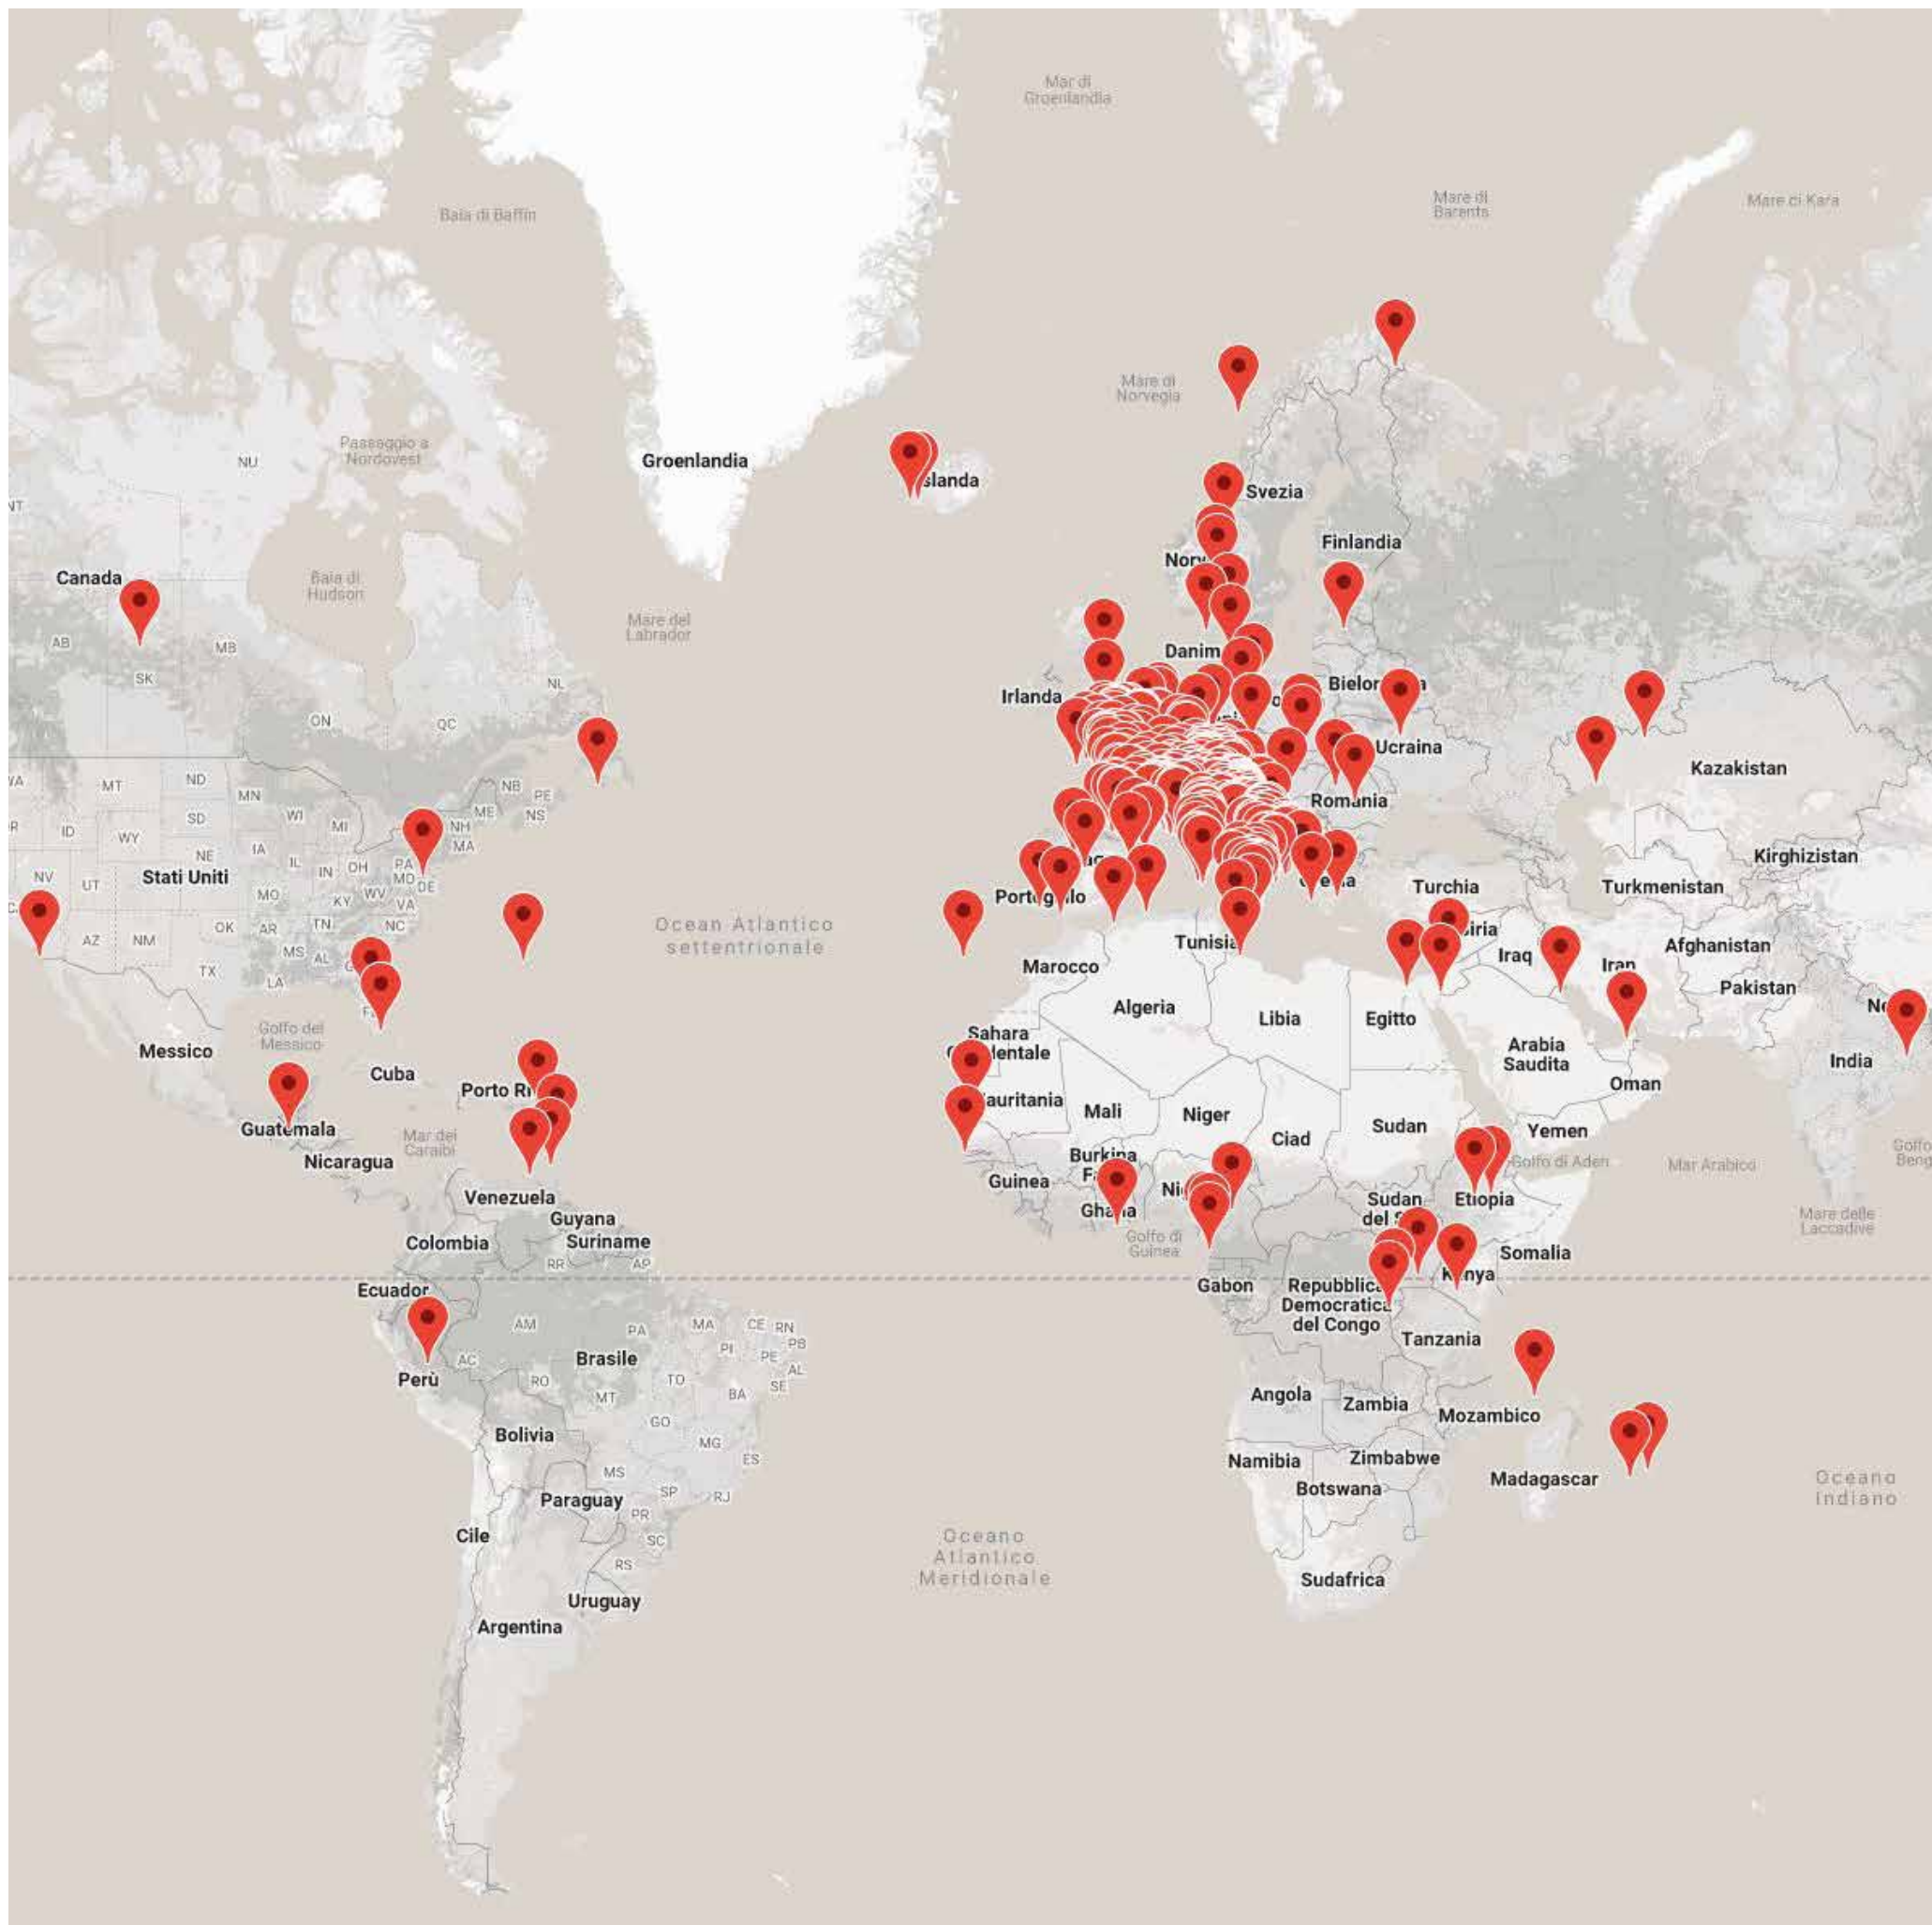 Mar di
Groenlandia
Baia di Baffin
Mare di
Barents
Mare di Kara
Mare di
Norvegia
Passaggio a
Nordovest
NU
Groenlandia
Svezia
NT
Finlandia
Canada
Baia di
Hudson
Mare del
Labrador
AB
MB
SK
NL
Irlanda
ON
QC
Ucraina
Kazakistan
MT
ND
MN
NB
PE
NS
ME
Romania
ID
WY
SD
WI
MI
NH
MA
NE
IA
IL
IN
OH
PA
MD
DE
Kirghizistan
NV
UT
Stati Uniti
MO
KY
WV
VA
Turchia
Turkmenistan
AZ
NM
OK
AR
TN
NC
Ocean Atlantico
settentrionale
Tunisia
MS
AL
Iraq
Iran
Afghanistan
TX
LA
Marocco
Pakistan
Algeria
Libia
Egitto
Golfo del
Messico
Sahara
Messico
Cuba
Arabia
Saudita
India
Oman
Mali
Niger
Guatemala
Mar dei
Caraibi
Sudan
Yemen
Ciad
Nicaragua
Burkina
Golfo di Aden
Mar Arabico
Guinea
Venezuela
Sudan
Etiopia
Ghana
Guyana
Mare delle
Laccadive
Colombia
Suriname
Golfo di
Guinea
Somalia
RR
AP
Kenya
Ecuador
Gabon
Repubblica
Democratica
del Congo
AM
PA
MA
CE
RN
PB
Tanzania
PI
PE
AC
Brasile
AL
Perù
RO
MT
TO
BA
SE
Angola
Zambia
Mozambico
GO
Bolivia
MG
ES
Namibia
Zimbabwe
MS
Madagascar
Oceano
Indiano
Botswana
Paraguay
SP
RJ
PR
Cile
SC
Oceano
Atlantico
Meridionale
RS
Sudafrica
Uruguay
Argentina